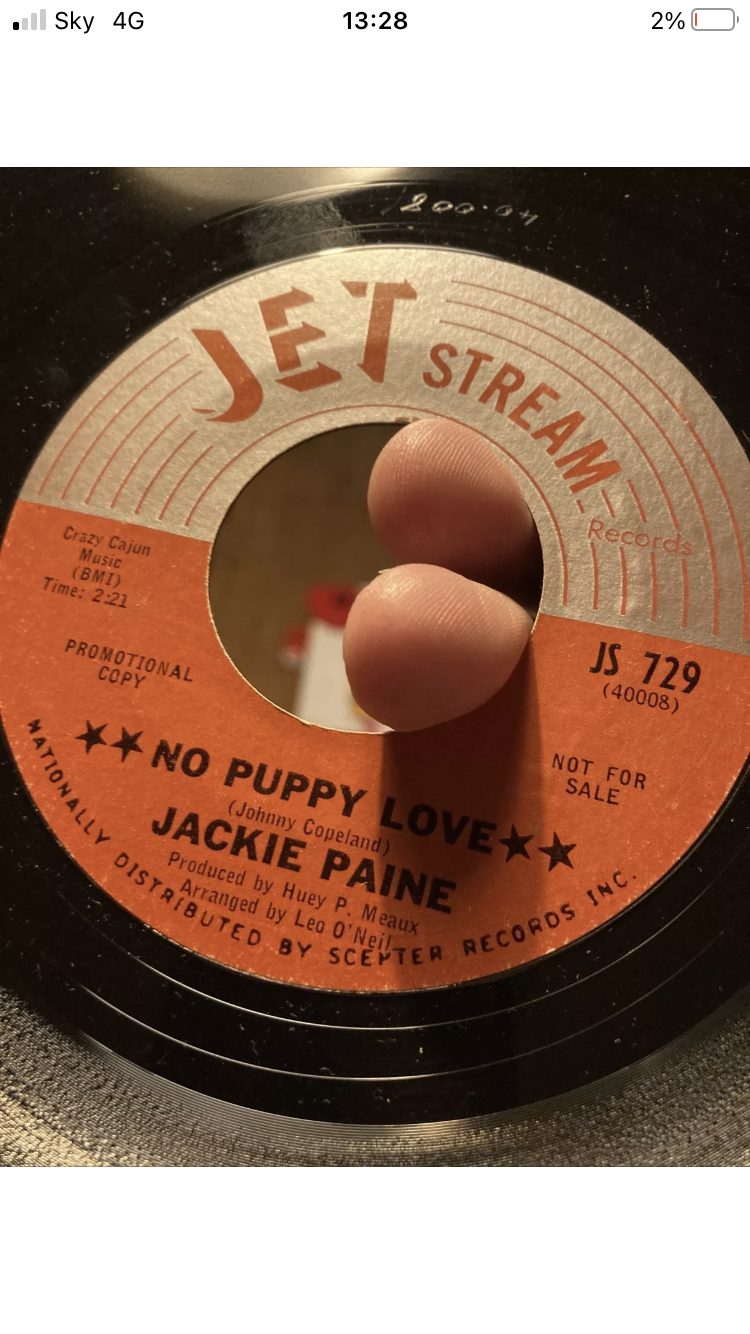 Sky 4G 13:28 2%
JET STREAM
Records
Crazy Cajun
Music
(BMI)
Time: 2:21
PROMOTIONAL
COPY
JS 729
(40008)
NOT FOR
SALE
★★NO PUPPY LOVE★★
(Johnny Copeland)
JACKIE PAINE
Produced by Huey P. Meaux
Arranged by Leo O'Neil
NATIONALLY DISTRIBUTED BY SCEPTER RECORDS INC.